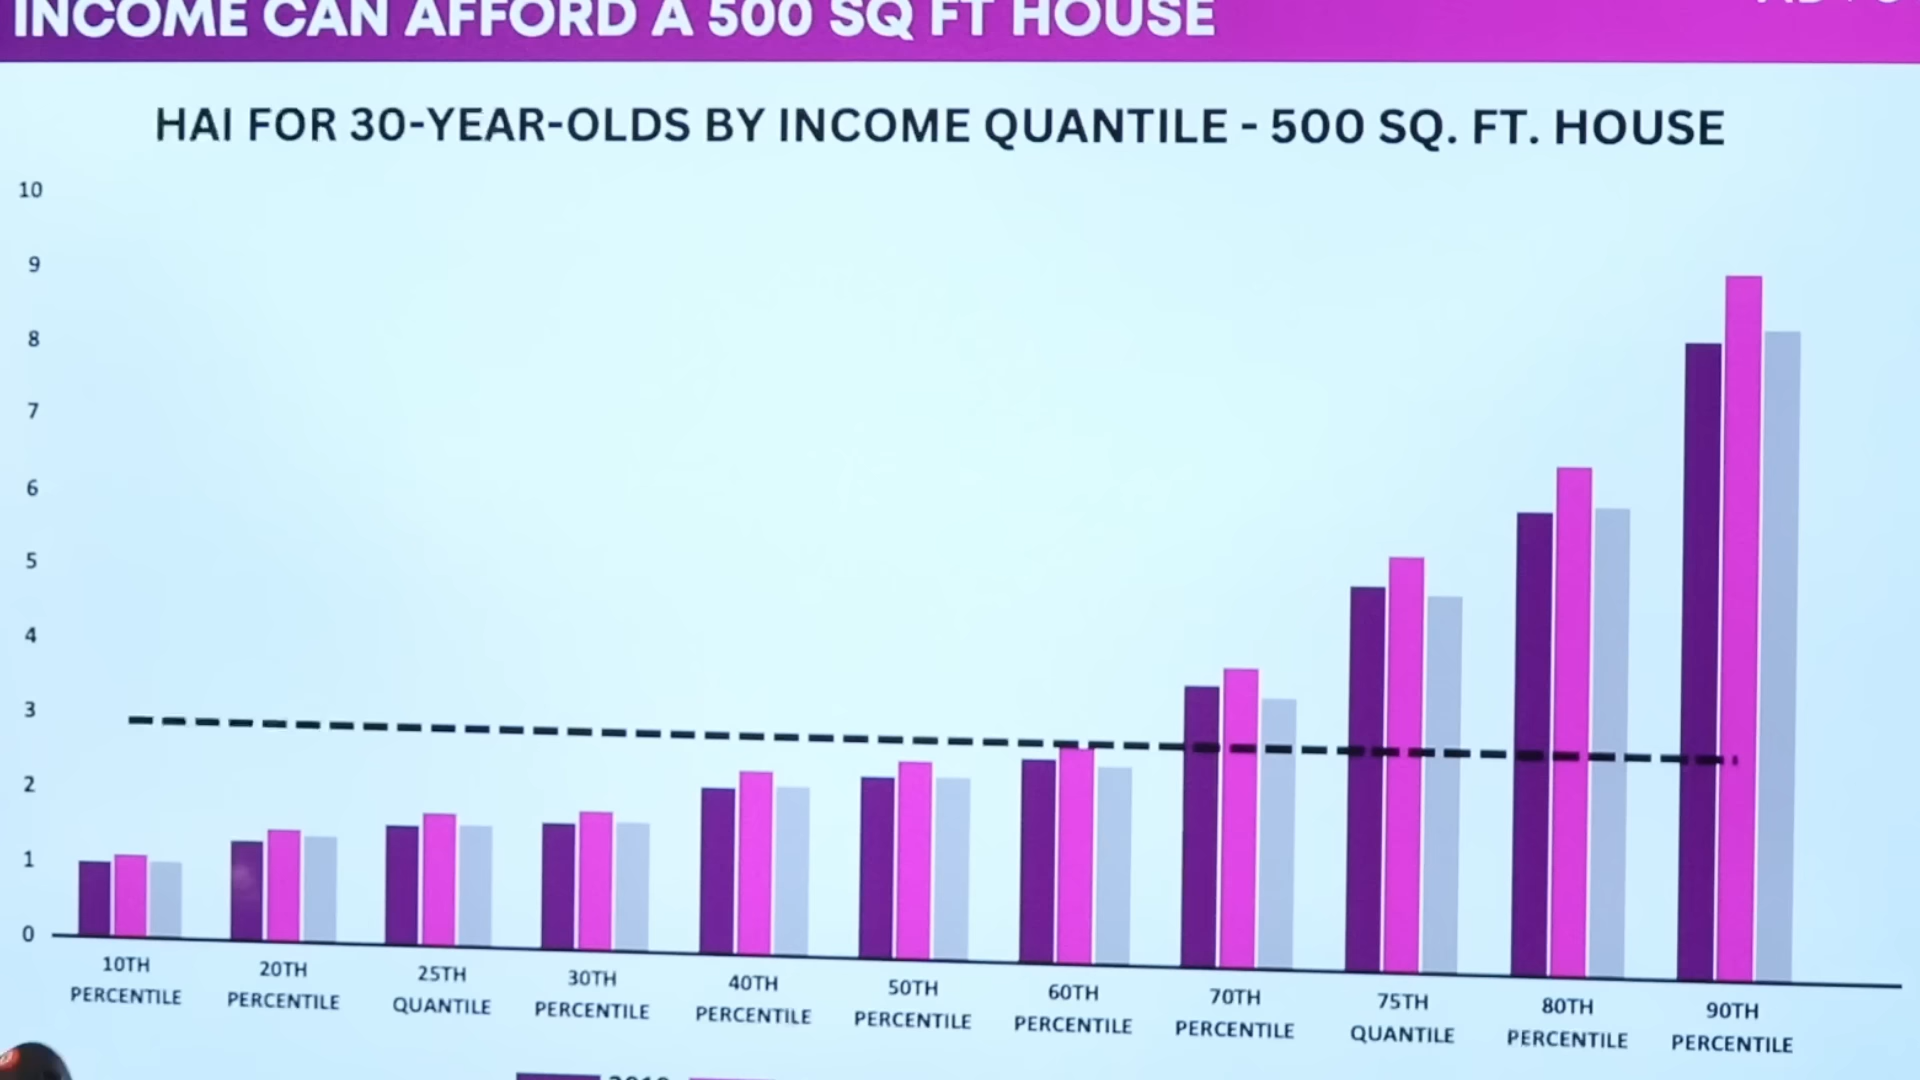 INCOME CAN AFFORD A 500 SQ FT HOUSE
HAI FOR 30-YEAR-OLDS BY INCOME QUANTILE - 500 SQ. FT. HOUSE
10
9
8
7
6
5
4
3
2
1
0
10TH PERCENTILE
20TH PERCENTILE
25TH QUANTILE
30TH PERCENTILE
40TH PERCENTILE
50TH PERCENTILE
60TH PERCENTILE
70TH PERCENTILE
75TH QUANTILE
80TH PERCENTILE
90TH PERCENTILE